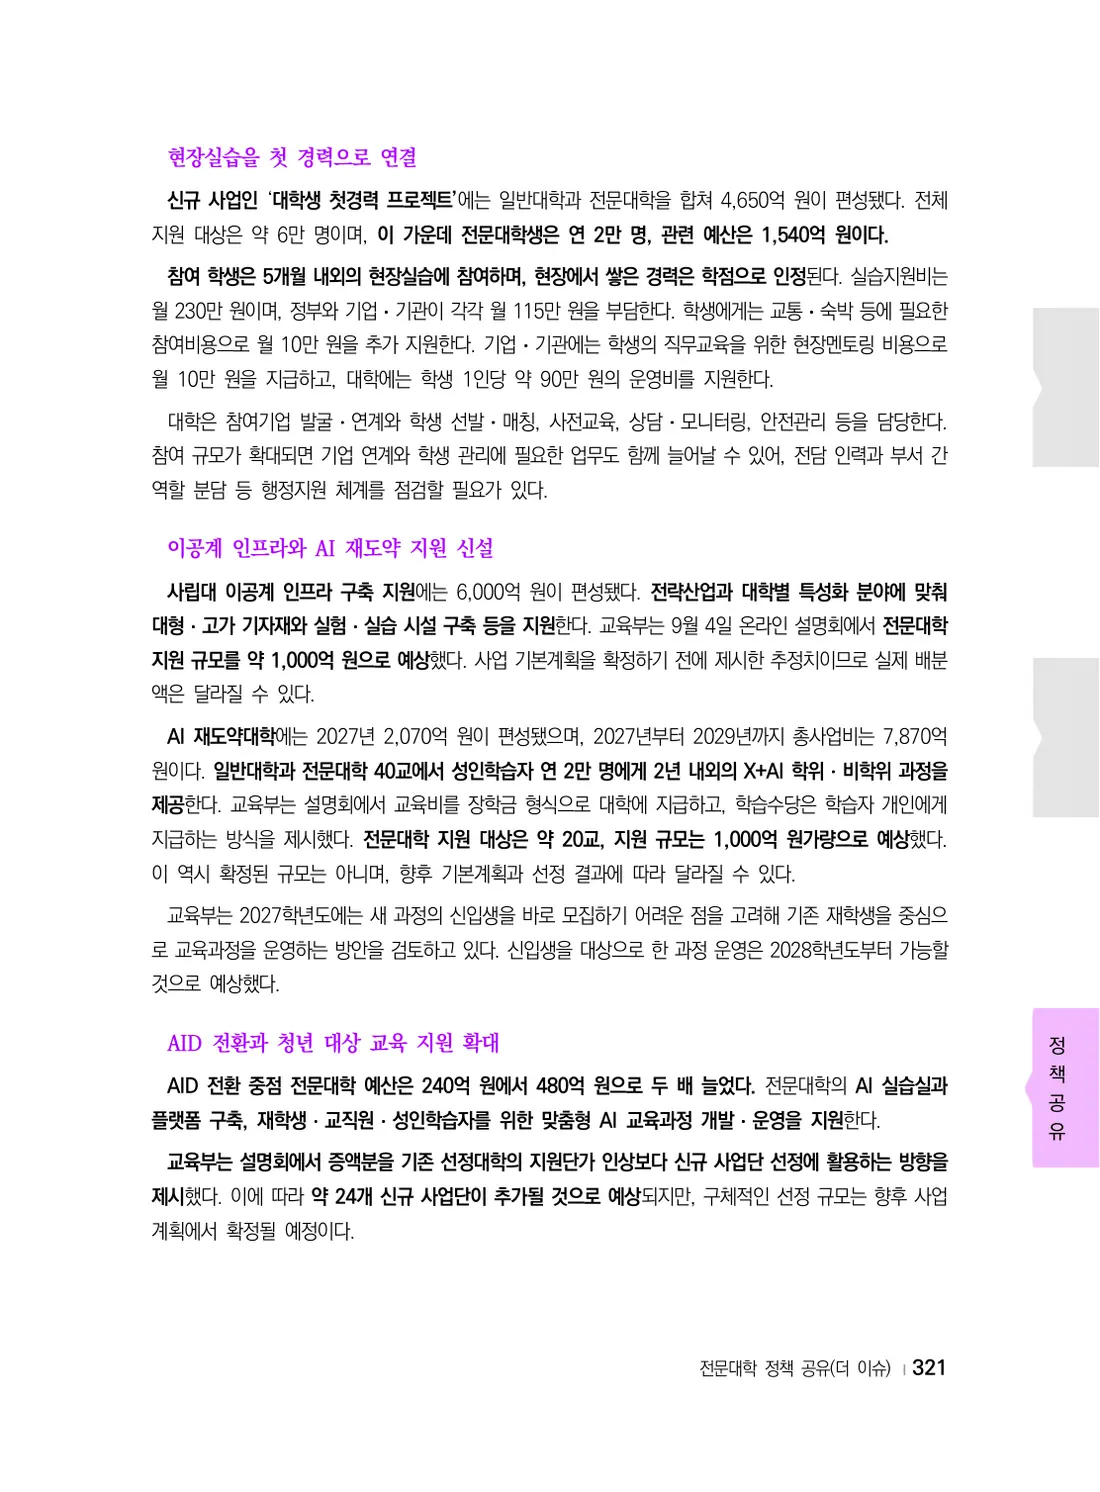 현장실습을 첫 경력으로 연결
신규 사업인 ‘대학생 첫경력 프로젝트’에는 일반대학과 전문대학을 합쳐 4,650억 원이 편성됐다. 전체
지원 대상은 약 6만 명이며, 이 가운데 전문대학생은 연 2만 명, 관련 예산은 1,540억 원이다.
참여 학생은 5개월 내외의 현장실습에 참여하며, 현장에서 쌓은 경력은 학점으로 인정된다. 실습지원비는
월 230만 원이며, 정부와 기업·기관이 각각 월 115만 원을 부담한다. 학생에게는 교통·숙박 등에 필요한
참여비용으로 월 10만 원을 추가 지원한다. 기업·기관에는 학생의 직무교육을 위한 현장멘토링 비용으로
월 10만 원을 지급하고, 대학에는 학생 1인당 약 90만 원의 운영비를 지원한다.
대학은 참여기업 발굴·연계와 학생 선발·매칭, 사전교육, 상담·모니터링, 안전관리 등을 담당한다.
참여 규모가 확대되면 기업 연계와 학생 관리에 필요한 업무도 함께 늘어날 수 있어, 전담 인력과 부서 간
역할 분담 등 행정지원 체계를 점검할 필요가 있다.
이공계 인프라와 AI 재도약 지원 신설
사립대 이공계 인프라 구축 지원에는 6,000억 원이 편성됐다. 전략산업과 대학별 특성화 분야에 맞춰
대형·고가 기자재와 실험·실습 시설 구축 등을 지원한다. 교육부는 9월 4일 온라인 설명회에서 전문대학
지원 규모를 약 1,000억 원으로 예상했다. 사업 기본계획을 확정하기 전에 제시한 추정치이므로 실제 배분
액은 달라질 수 있다.
AI 재도약대학에는 2027년 2,070억 원이 편성됐으며, 2027년부터 2029년까지 총사업비는 7,870억
원이다. 일반대학과 전문대학 40교에서 성인학습자 연 2만 명에게 2년 내외의 X+AI 학위·비학위 과정을
제공한다. 교육부는 설명회에서 교육비를 장학금 형식으로 대학에 지급하고, 학습수당은 학습자 개인에게
지급하는 방식을 제시했다. 전문대학 지원 대상은 약 20교, 지원 규모는 1,000억 원가량으로 예상했다.
이 역시 확정된 규모는 아니며, 향후 기본계획과 선정 결과에 따라 달라질 수 있다.
교육부는 2027학년도에는 새 과정의 신입생을 바로 모집하기 어려운 점을 고려해 기존 재학생을 중심으
로 교육과정을 운영하는 방안을 검토하고 있다. 신입생을 대상으로 한 과정 운영은 2028학년도부터 가능할
것으로 예상했다.
AID 전환과 청년 대상 교육 지원 확대
AID 전환 중점 전문대학 예산은 240억 원에서 480억 원으로 두 배 늘었다. 전문대학의 AI 실습실과
플랫폼 구축, 재학생·교직원·성인학습자를 위한 맞춤형 AI 교육과정 개발·운영을 지원한다.
교육부는 설명회에서 증액분을 기존 선정대학의 지원단가 인상보다 신규 사업단 선정에 활용하는 방향을
제시했다. 이에 따라 약 24개 신규 사업단이 추가될 것으로 예상되지만, 구체적인 선정 규모는 향후 사업
계획에서 확정될 예정이다.
정
책
공
유
전문대학 정책 공유(더 이슈) | 321